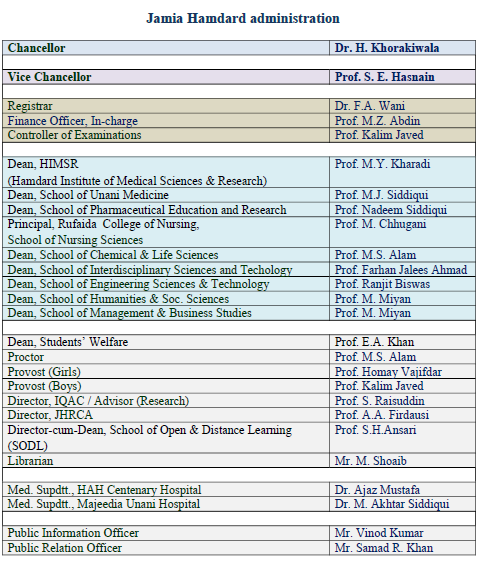 Jamia Hamdard administration
Chancellor Dr. H. Khorakiwala
Vice Chancellor Prof. S. E. Hasnain
Registrar Dr. F.A. Wani
Finance Officer, In-charge Prof. M.Z. Abdin
Controller of Examinations Prof. Kalim Javed
Dean, HIMSR Prof. M.Y. Kharadi
(Hamdard Institute of Medical Sciences & Research)
Dean, School of Unani Medicine Prof. M.J. Siddiqui
Dean, School of Pharmaceutical Education and Research Prof. Nadeem Siddiqui
Principal, Rufaida College of Nursing, Prof. M. Chhugani
School of Nursing Sciences
Dean, School of Chemical & Life Sciences Prof. M.S. Alam
Dean, School of Interdisciplinary Sciences and Techology Prof. Farhan Jalees Ahmad
Dean, School of Engineering Sciences & Technology Prof. Ranjit Biswas
Dean, School of Humanities & Soc. Sciences Prof. M. Miyan
Dean, School of Management & Business Studies Prof. M. Miyan
Dean, Students' Welfare Prof. E.A. Khan
Proctor Prof. M.S. Alam
Provost (Girls) Prof. Homay Vajifdar
Provost (Boys) Prof. Kalim Javed
Director, IQAC / Advisor (Research) Prof. S. Raisuddin
Director, JHRCA Prof. A.A. Firdausi
Director-cum-Dean, School of Open & Distance Learning Prof. S.H.Ansari
(SODL)
Librarian Mr. M. Shoaib
Med. Supdtt., HAH Centenary Hospital Dr. Ajaz Mustafa
Med. Supdtt., Majeedia Unani Hospital Dr. M. Akhtar Siddiqui
Public Information Officer Mr. Vinod Kumar
Public Relation Officer Mr. Samad R. Khan